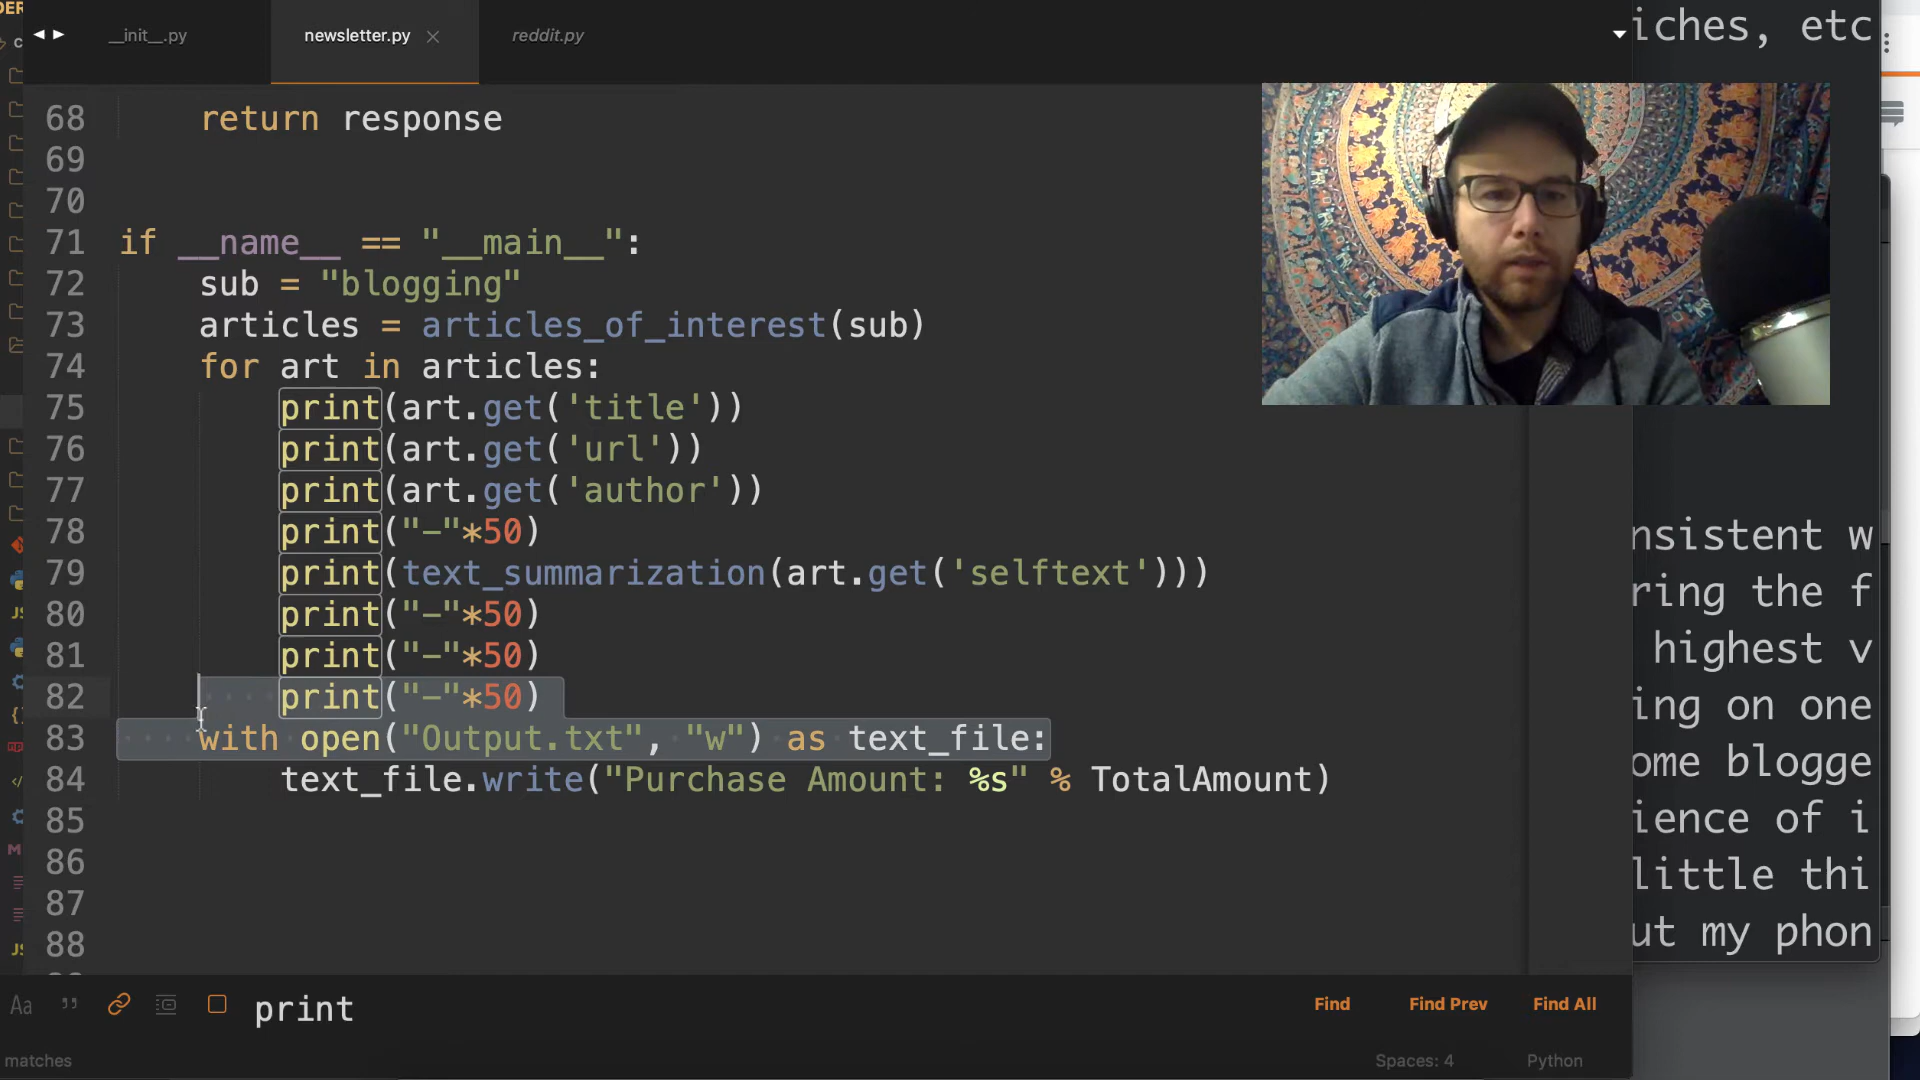 __init__.py
newsletter.py
reddit.py
68 return response
69
70
71 if __name__ == "__main__":
72 sub = "blogging"
73 articles = articles_of_interest(sub)
74 for art in articles:
75 print(art.get('title'))
76 print(art.get('url'))
77 print(art.get('author'))
78 print("-"*50)
79 print(text_summarization(art.get('selftext')))
80 print("-"*50)
81 print("-"*50)
82 print("-"*50)
83 with open("Output.txt", "w") as text_file:
84 text_file.write("Purchase Amount: %s" % TotalAmount)
85
86
87
88
iches, etc
nsistent w
ring the f
highest v
ing on one
ome blogge
ience of i
little thi
ut my phon
Aa
print
Find
Find Prev
Find All
matches
Spaces: 4
Python